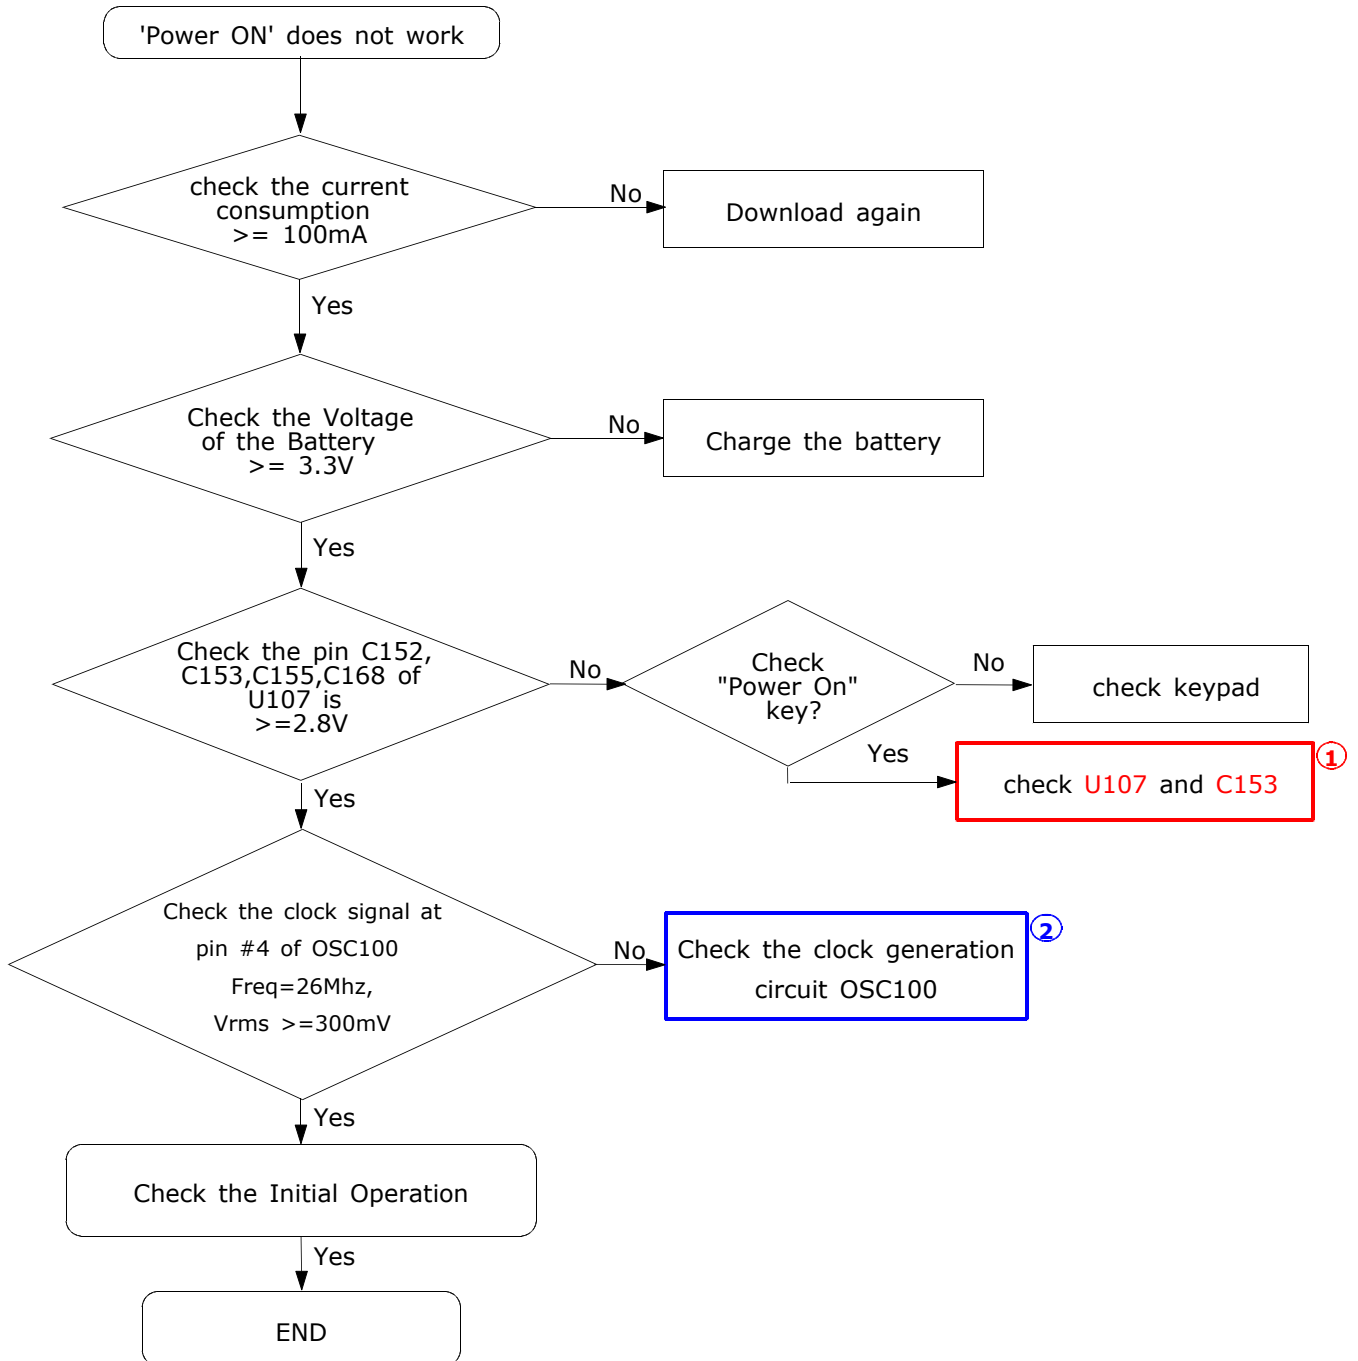 'Power ON' does not work
check the current
consumption
>= 100mA
No
Download again
Yes
Check the Voltage
of the Battery
>= 3.3V
No
Charge the battery
Yes
Check the pin C152,
C153,C155,C168 of
U107 is
>=2.8V
No
Check
"Power On"
key?
No
check keypad
Yes
check U107 and C153
1
Yes
Check the clock signal at
pin #4 of OSC100
Freq=26Mhz,
Vrms >=300mV
No
Check the clock generation
circuit OSC100
2
Yes
Check the Initial Operation
Yes
END